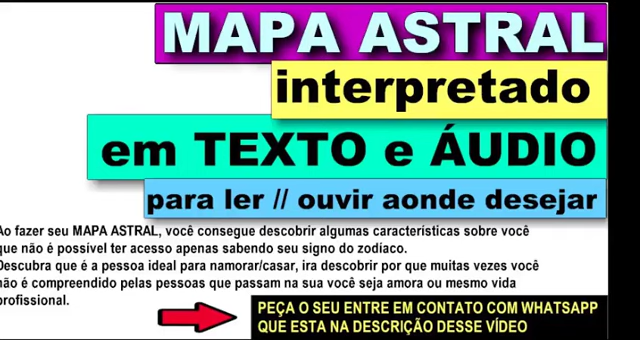 MAPA ASTRAL
interpretado
em TEXTO e ÁUDIO
para ler // ouvir aonde desejar
Ao fazer seu MAPA ASTRAL, você consegue descobrir algumas características sobre você
que não é possível ter acesso apenas sabendo seu signo do zodíaco.
Descubra que é a pessoa ideal para namorar/casar, ira descobrir por que muitas vezes você
não é compreendido pelas pessoas que passam na sua você seja amora ou mesmo vida
profissional.
PEÇA O SEU ENTRE EM CONTATO COM WHATSAPP
QUE ESTA NA DESCRIÇÃO DESSE VÍDEO